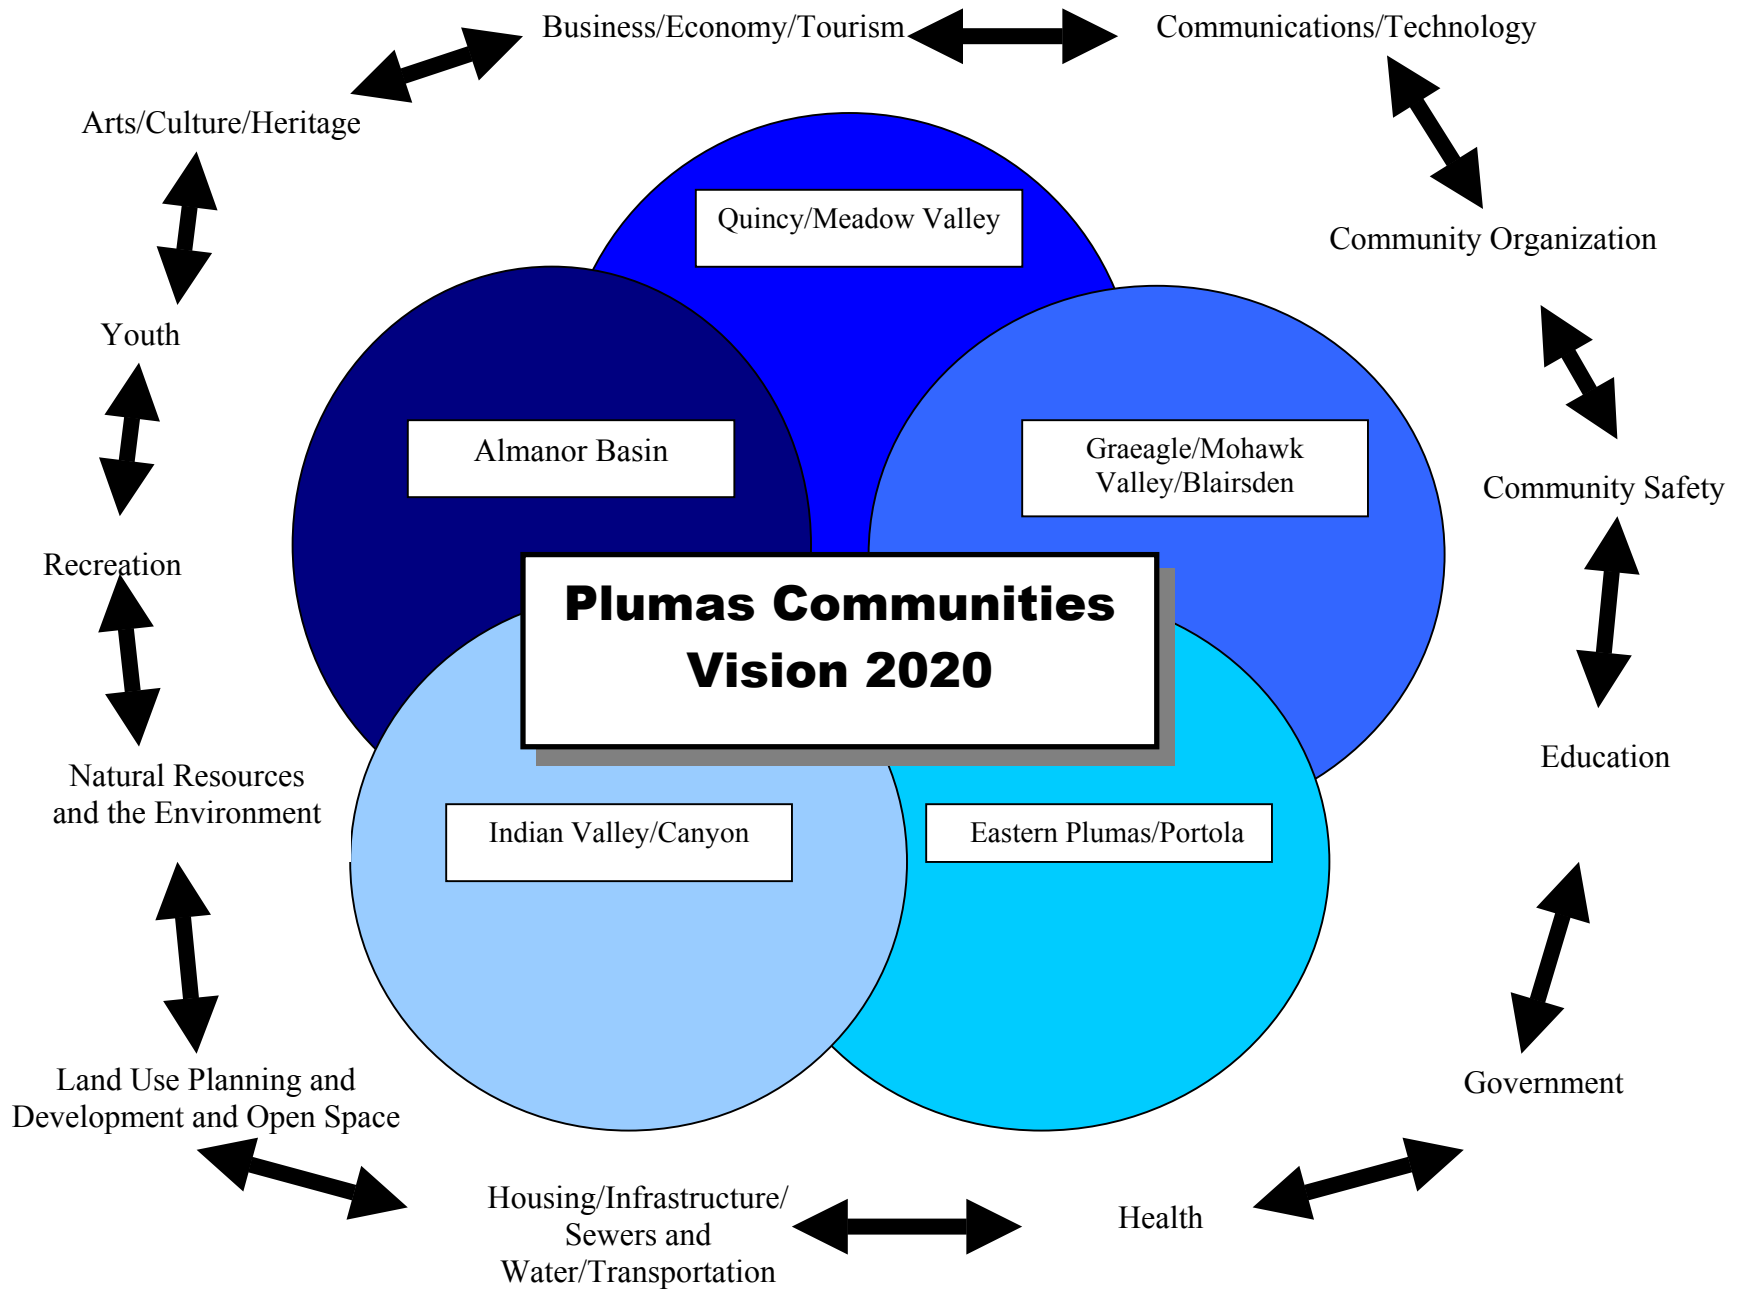 Business/Economy/Tourism
Communications/Technology
Arts/Culture/Heritage
Quincy/Meadow Valley
Community Organization
Youth
Almanor Basin
Graeagle/Mohawk
Valley/Blairsden
Community Safety
Recreation
Plumas Communities
Vision 2020
Education
Natural Resources
and the Environment
Indian Valley/Canyon
Eastern Plumas/Portola
Land Use Planning and
Development and Open Space
Government
Housing/Infrastructure/
Sewers and
Water/Transportation
Health